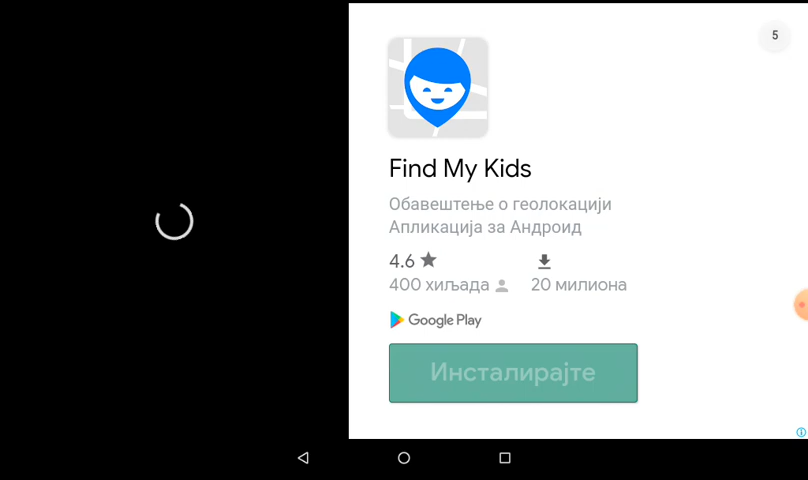 5
Find My Kids
Обавештење о геолокацији
Апликација за Андроид
4.6
400 хиљада
20 милиона
Google Play
Инсталирајте